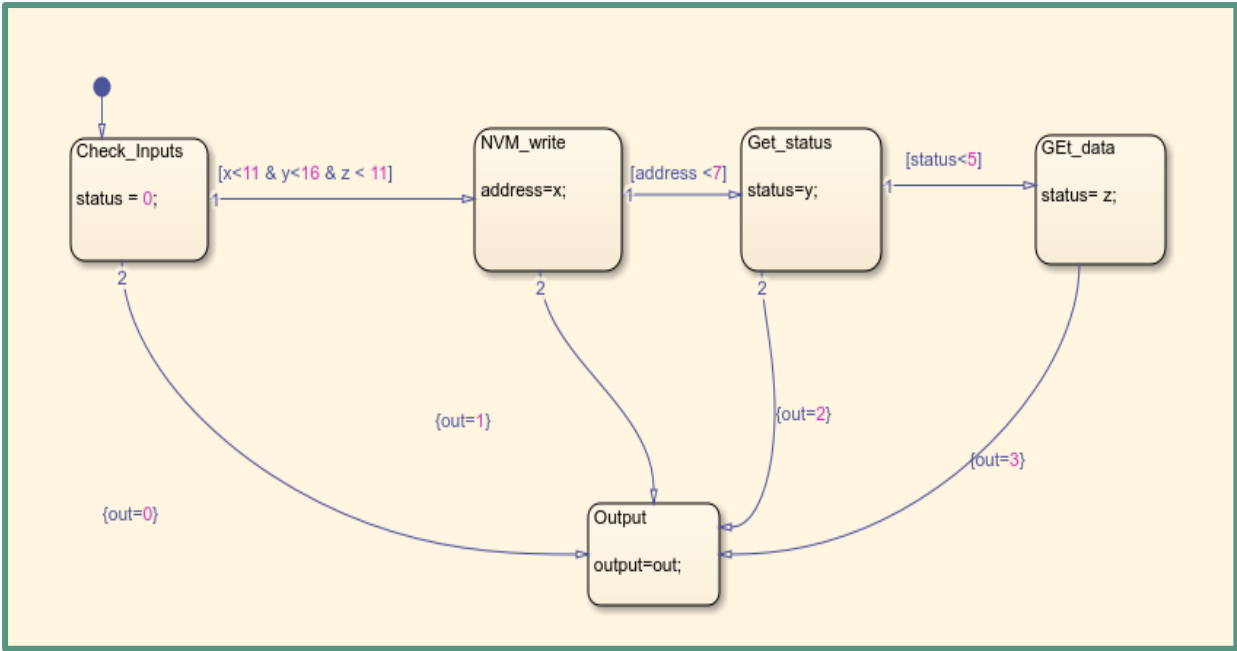 Check_Inputs
status = 0;
1
[x<11 & y<16 & z < 11]
2
NVM_write
address=x;
1
[address <7]
2
Get_status
status=y;
1
[status<5]
2
GEt_data
status= z;
{out=1}
{out=2}
{out=3}
{out=0}
Output
output=out;